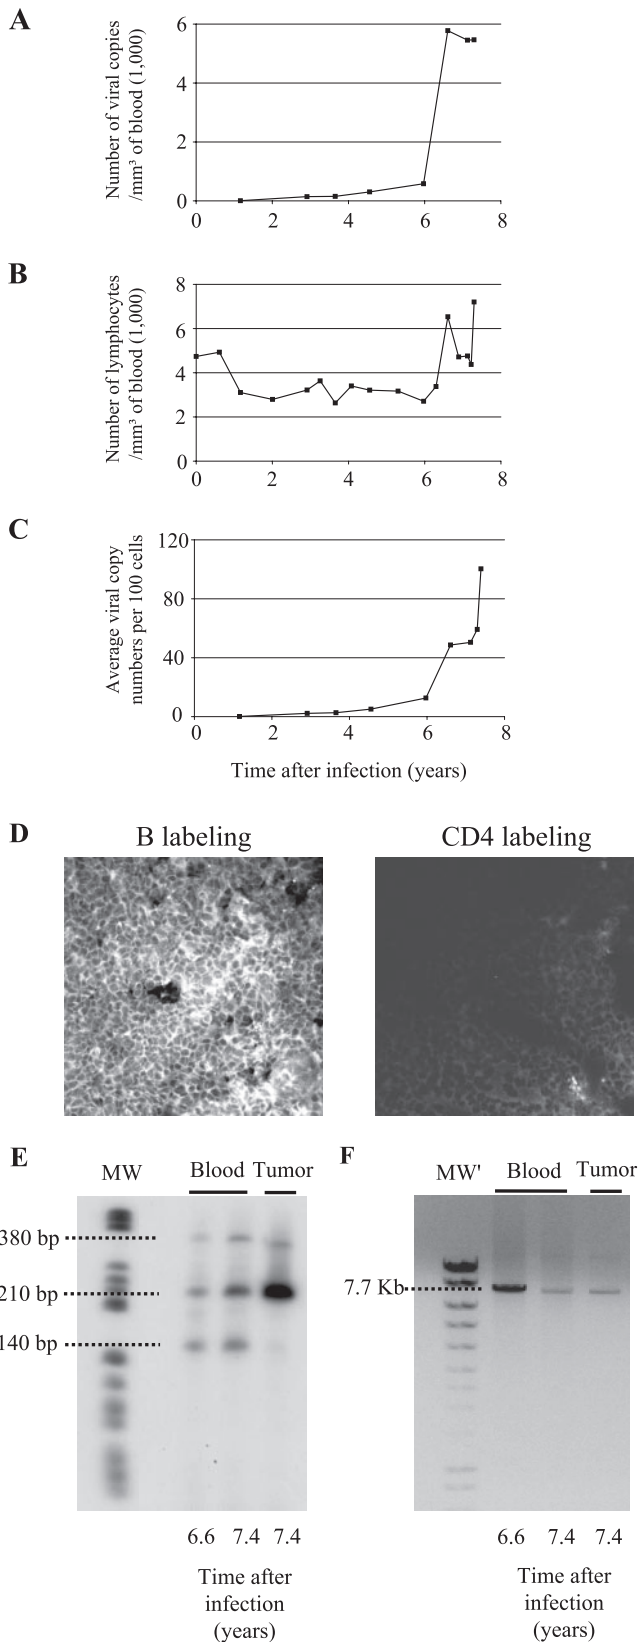 A
Number of viral copies
/mm³ of blood (1,000)
6
4
2
0
0 2 4 6 8
B
Number of lymphocytes
/mm³ of blood (1,000)
8
6
4
2
0
0 2 4 6 8
C
Average viral copy
numbers per 100 cells
120
80
40
0
0 2 4 6 8
Time after infection (years)
D
B labeling CD4 labeling
E
MW Blood Tumor
380 bp
210 bp
140 bp
6.6 7.4 7.4
Time after
infection
(years)
F
MW' Blood Tumor
7.7 Kb
6.6 7.4 7.4
Time after
infection
(years)